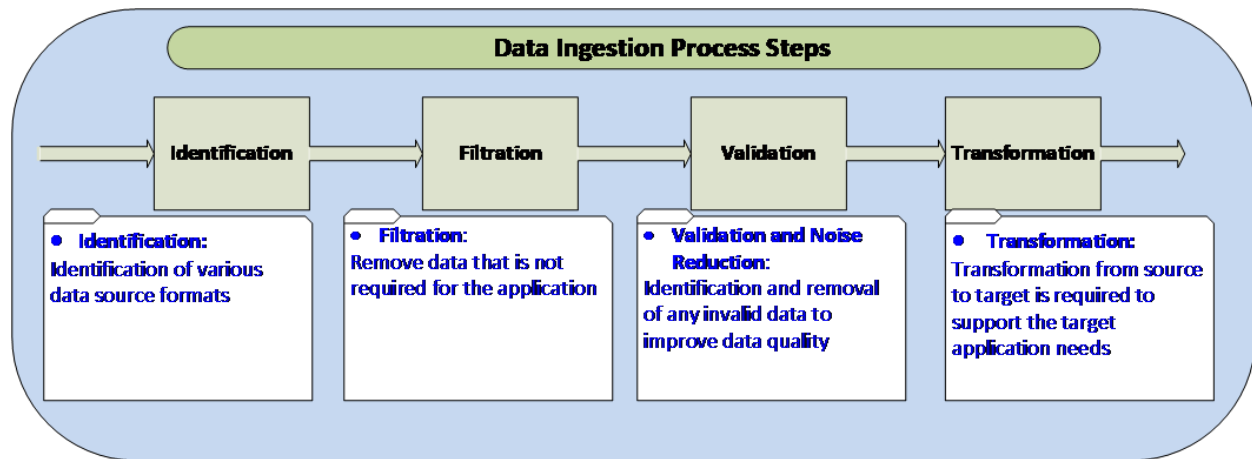 Data Ingestion Process Steps
Identification
Filtration
Validation
Transformation
• Identification:
Identification of various
data source formats
• Filtration:
Remove data that is not
required for the application
• Validation and Noise
Reduction:
Identification and removal
of any invalid data to
improve data quality
• Transformation:
Transformation from source
to target is required to
support the target
application needs